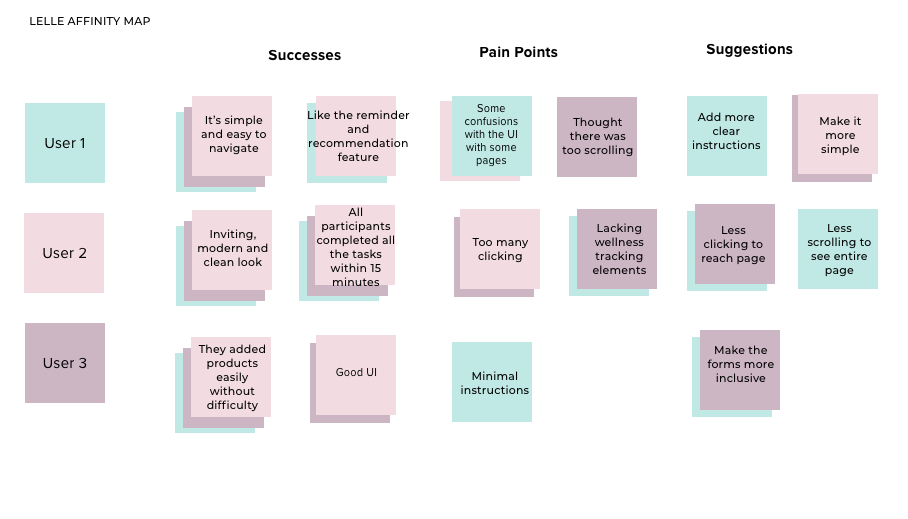 LELLE AFFINITY MAP
Successes
Pain Points
Suggestions
User 1
It's simple
and easy to
navigate
Like the reminder
and
recommendation
feature
Some
confusions
with the UI
with some
pages
Thought
there was
too scrolling
Add more
clear
instructions
Make it
more
simple
User 2
Inviting,
modern and
clean look
All
participants
completed all
the tasks
within 15
minutes
Too many
clicking
Lacking
wellness
tracking
elements
Less
clicking to
reach page
Less
scrolling to
see entire
page
User 3
They added
products
easily
without
difficulty
Good UI
Minimal
instructions
Make the
forms more
inclusive